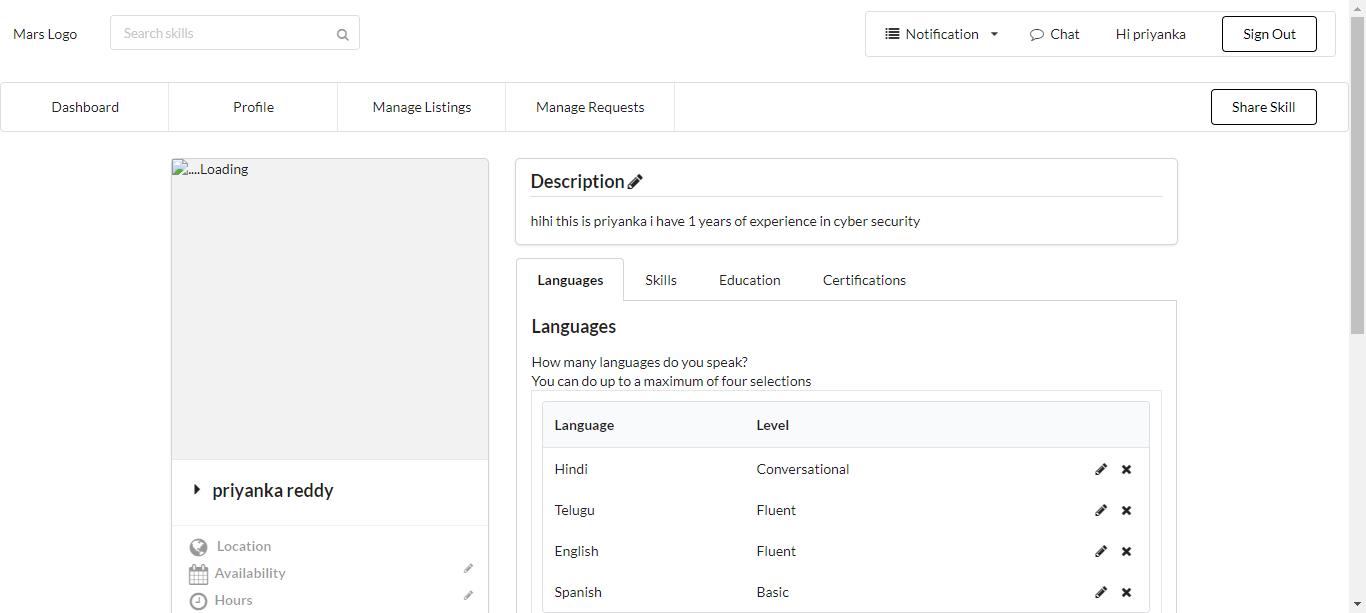 Mars Logo
Search skills
Notification
Chat
Hi priyanka
Sign Out
Dashboard
Profile
Manage Listings
Manage Requests
Share Skill
....Loading
priyanka reddy
Location
Availability
Hours
Description
hihi this is priyanka i have 1 years of experience in cyber security
Languages
Skills
Education
Certifications
Languages
How many languages do you speak?
You can do up to a maximum of four selections
Language Level
Hindi Conversational
Telugu Fluent
English Fluent
Spanish Basic